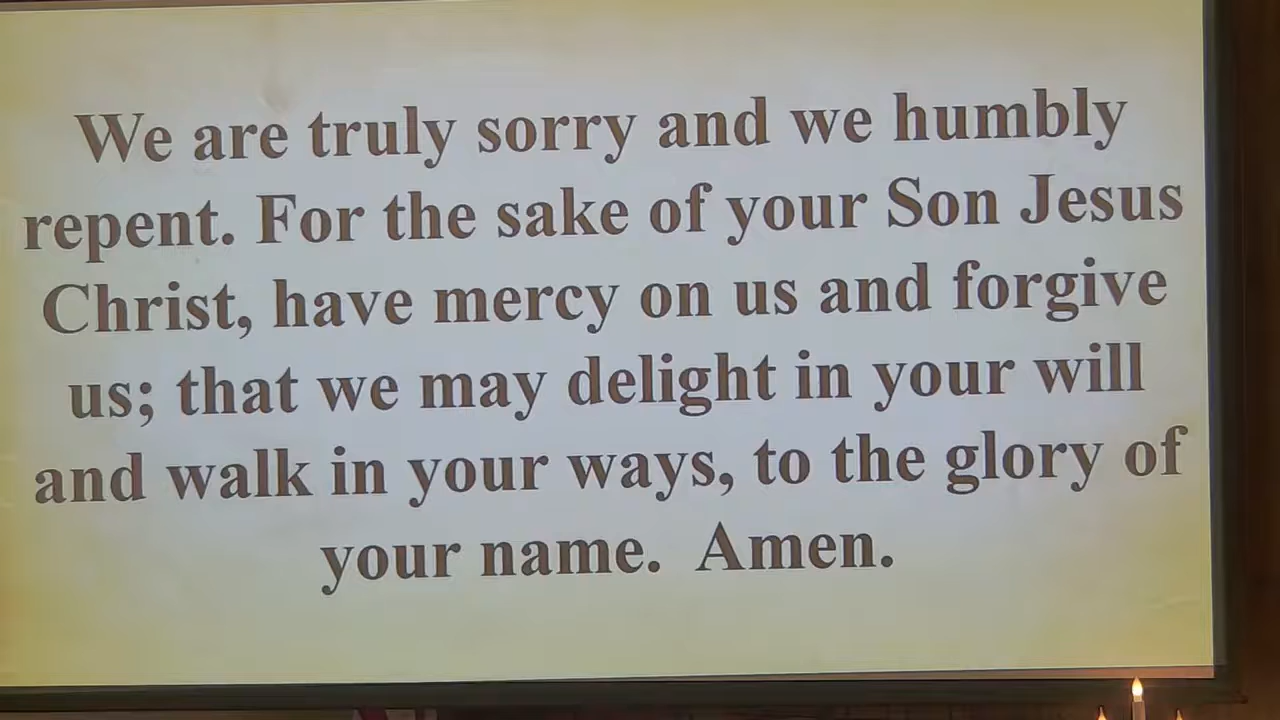 We are truly sorry and we humbly
repent. For the sake of your Son Jesus
Christ, have mercy on us and forgive
us; that we may delight in your will
and walk in your ways, to the glory of
your name.  Amen.